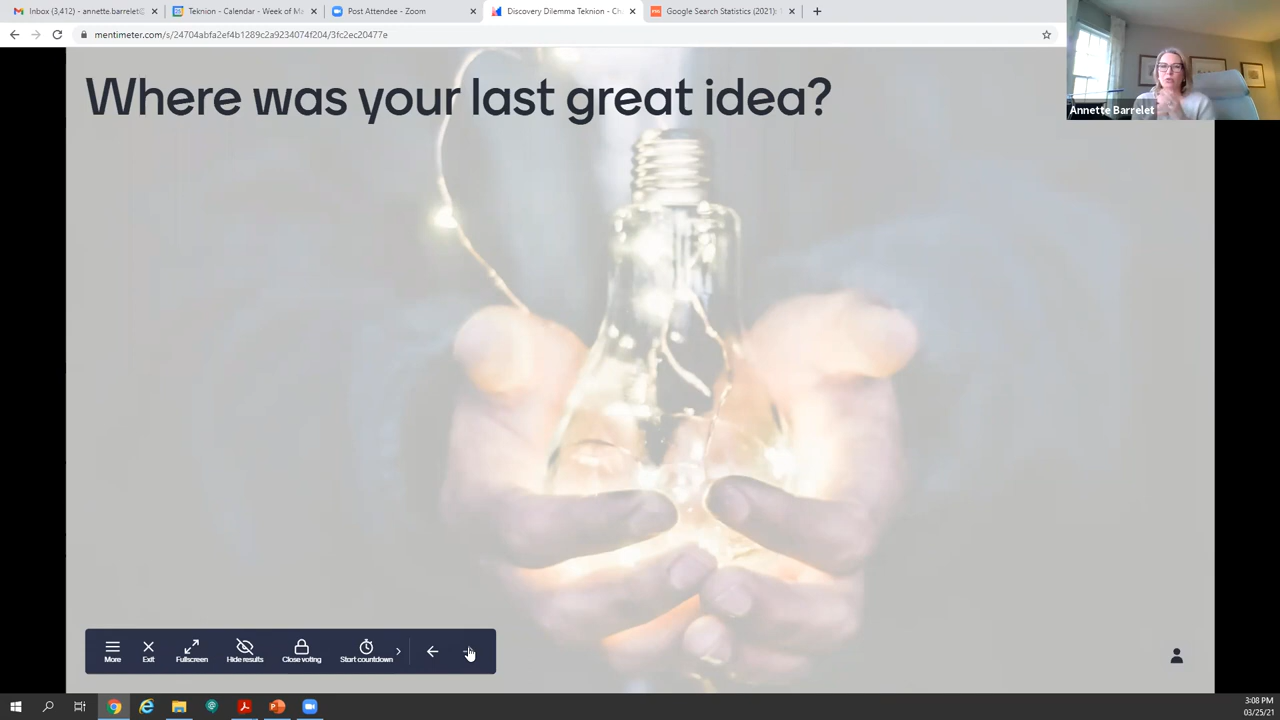 Inbox (3,412) - annette.barrelet@
Teknion - Calendar - Week of Ma
Post Attendee - Zoom
Discovery Dilemma Teknion - Ch
Google Search Statistics (2021):
mentimeter.com/s/24704abfa2ef4b1289c2a9234074f204/3fc2ec20477e
Where was your last great idea?
Annette Barrelet
More
Exit
Fullscreen
Hide results
Close voting
Start countdown
3:08 PM
03/25/21